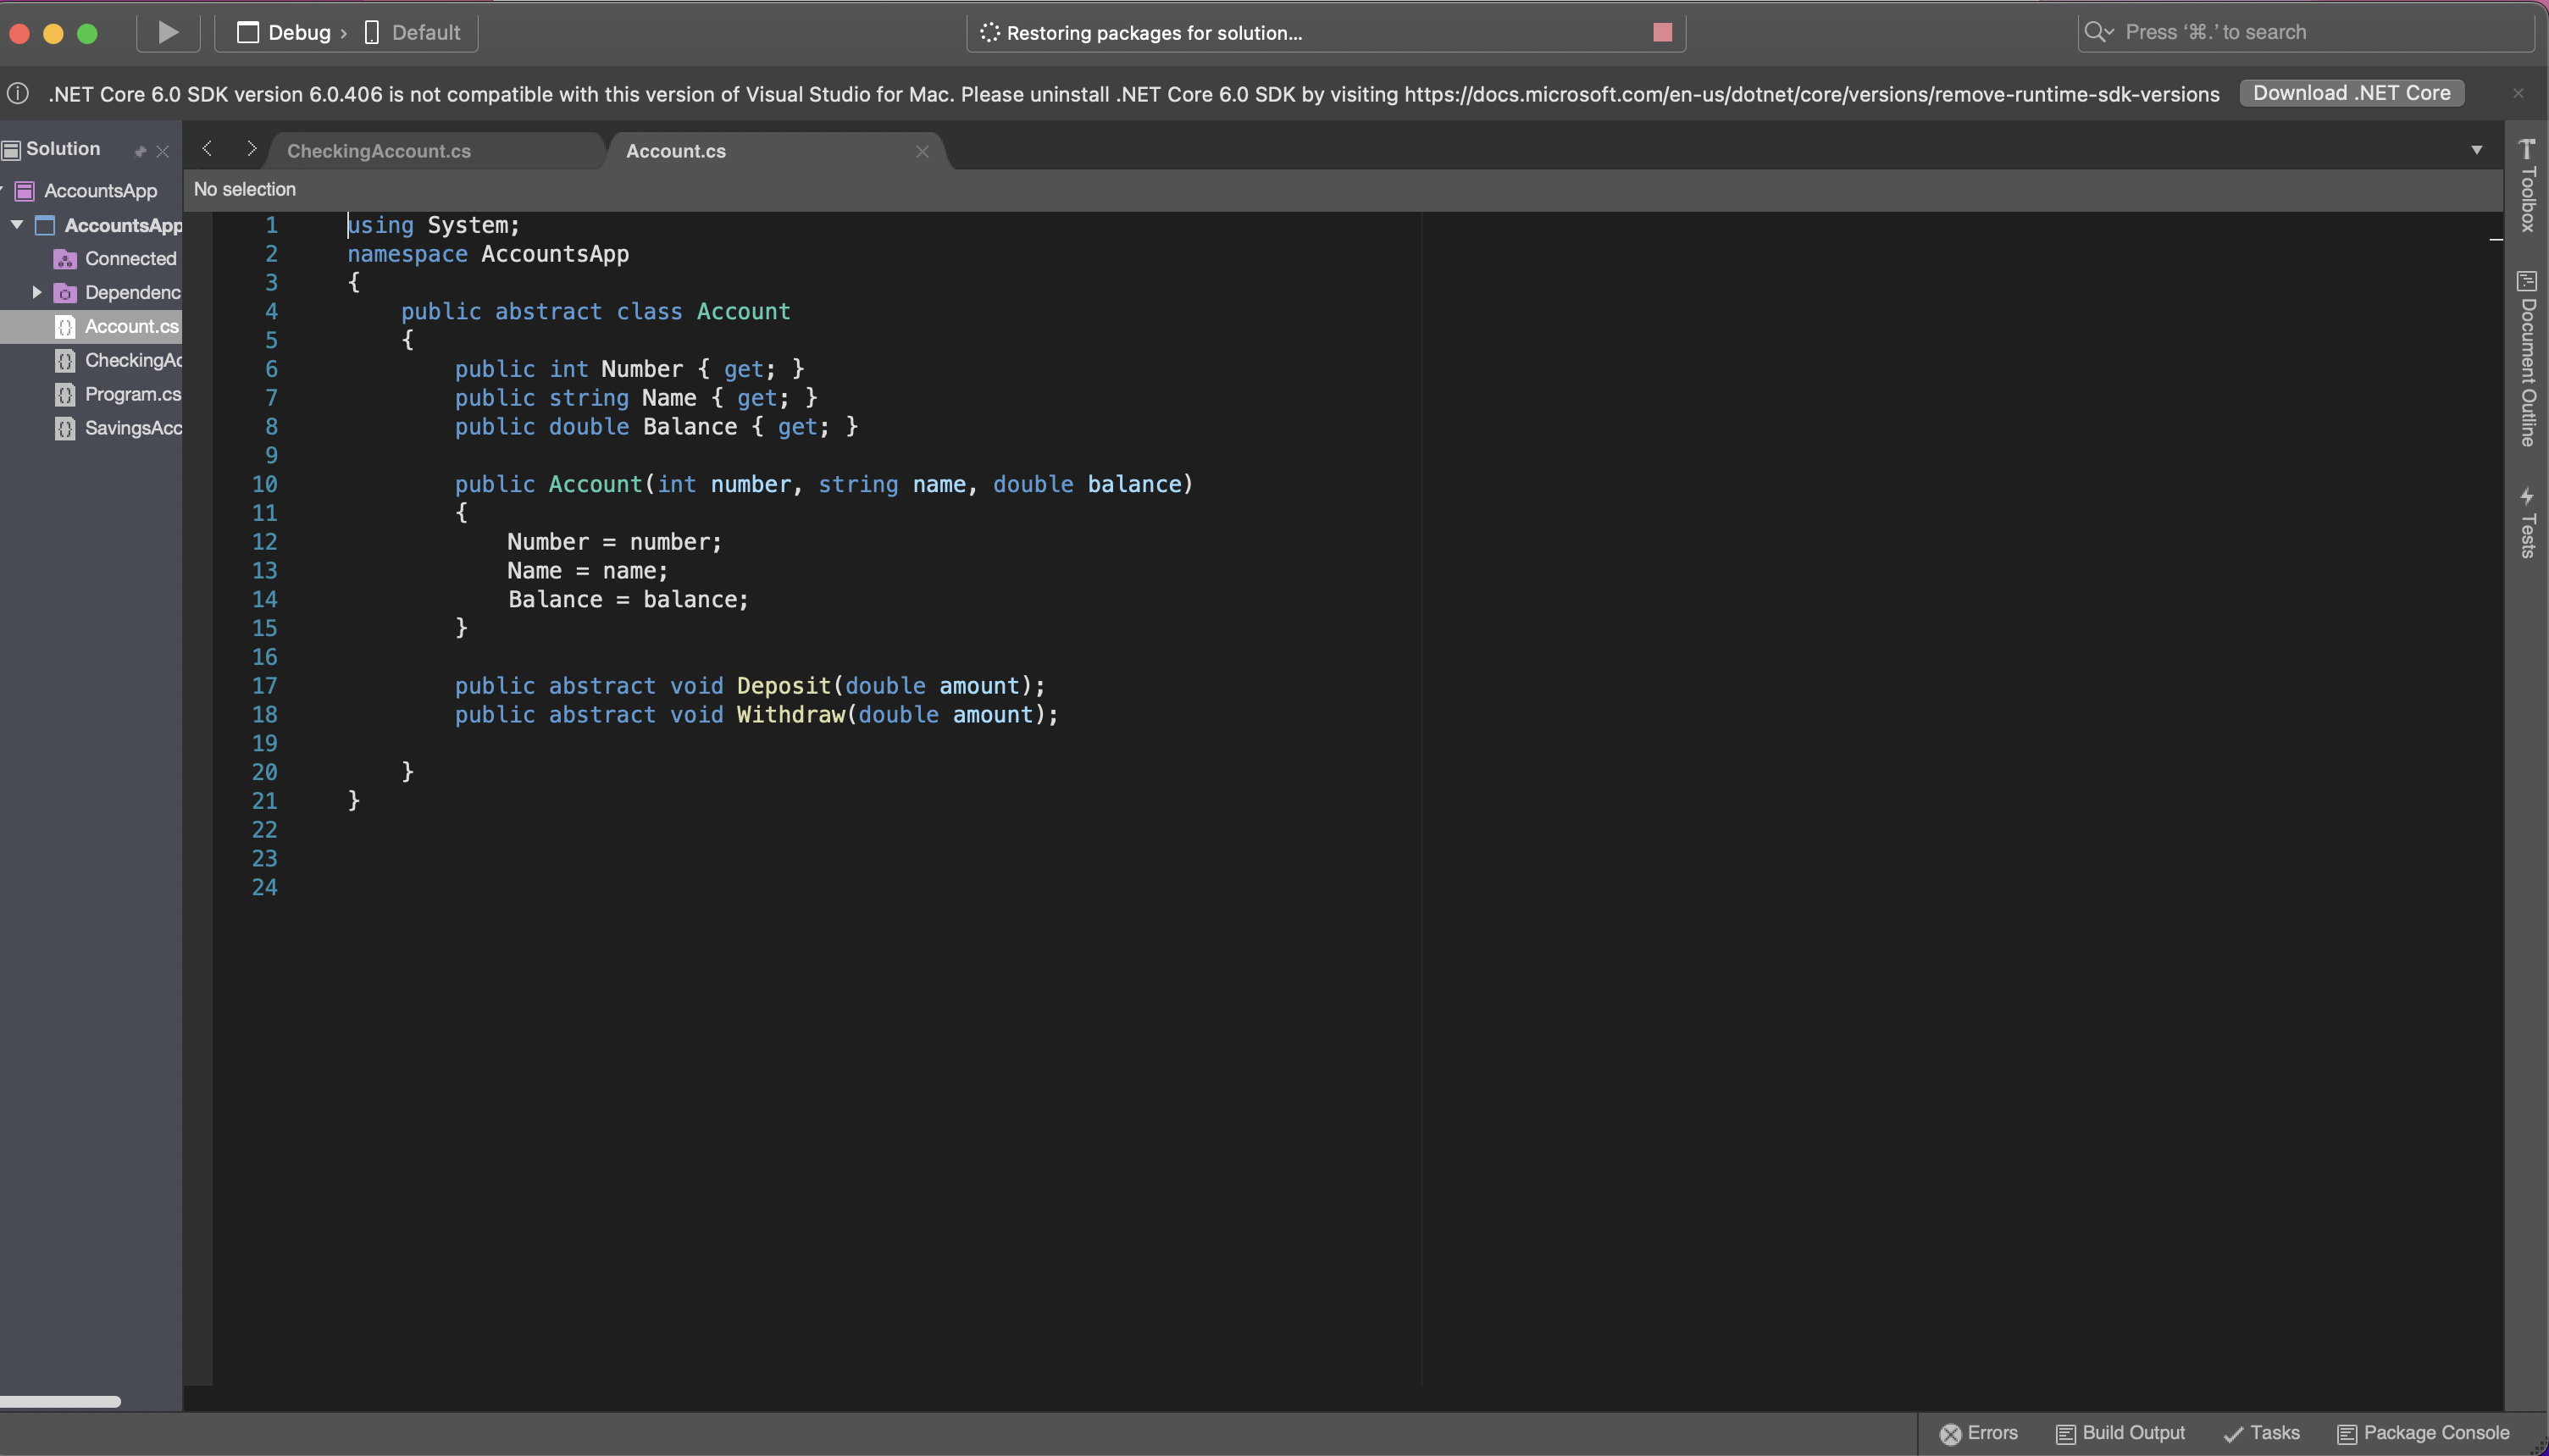 Debug › Default
Restoring packages for solution...
Press ‘⌘.’ to search
.NET Core 6.0 SDK version 6.0.406 is not compatible with this version of Visual Studio for Mac. Please uninstall .NET Core 6.0 SDK by visiting https://docs.microsoft.com/en-us/dotnet/core/versions/remove-runtime-sdk-versions
Download .NET Core
Solution
AccountsApp
AccountsApp
Connected
Dependenc
Account.cs
CheckingAc
Program.cs
SavingsAcc
CheckingAccount.cs
Account.cs
No selection
1 using System;
2 namespace AccountsApp
3 {
4     public abstract class Account
5     {
6         public int Number { get; }
7         public string Name { get; }
8         public double Balance { get; }
9
10         public Account(int number, string name, double balance)
11         {
12             Number = number;
13             Name = name;
14             Balance = balance;
15         }
16
17         public abstract void Deposit(double amount);
18         public abstract void Withdraw(double amount);
19
20     }
21 }
22
23
24
Toolbox
Document Outline
Tests
Errors
Build Output
Tasks
Package Console